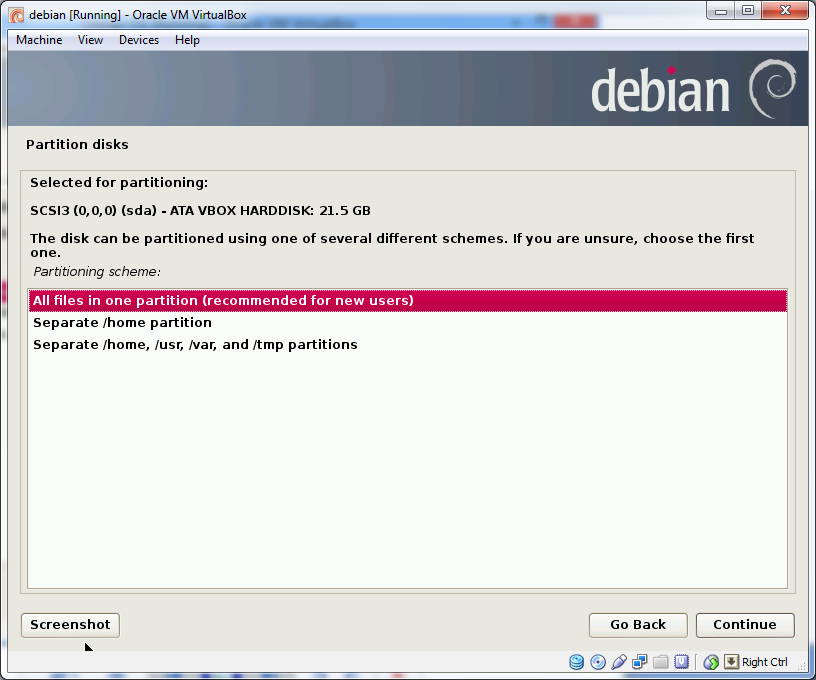 debian [Running] - Oracle VM VirtualBox
Machine View Devices Help
debian
Partition disks
Selected for partitioning:
SCSI3 (0,0,0) (sda) - ATA VBOX HARDDISK: 21.5 GB
The disk can be partitioned using one of several different schemes. If you are unsure, choose the first
one.
Partitioning scheme:
All files in one partition (recommended for new users)
Separate /home partition
Separate /home, /usr, /var, and /tmp partitions
Screenshot Go Back Continue
Right Ctrl